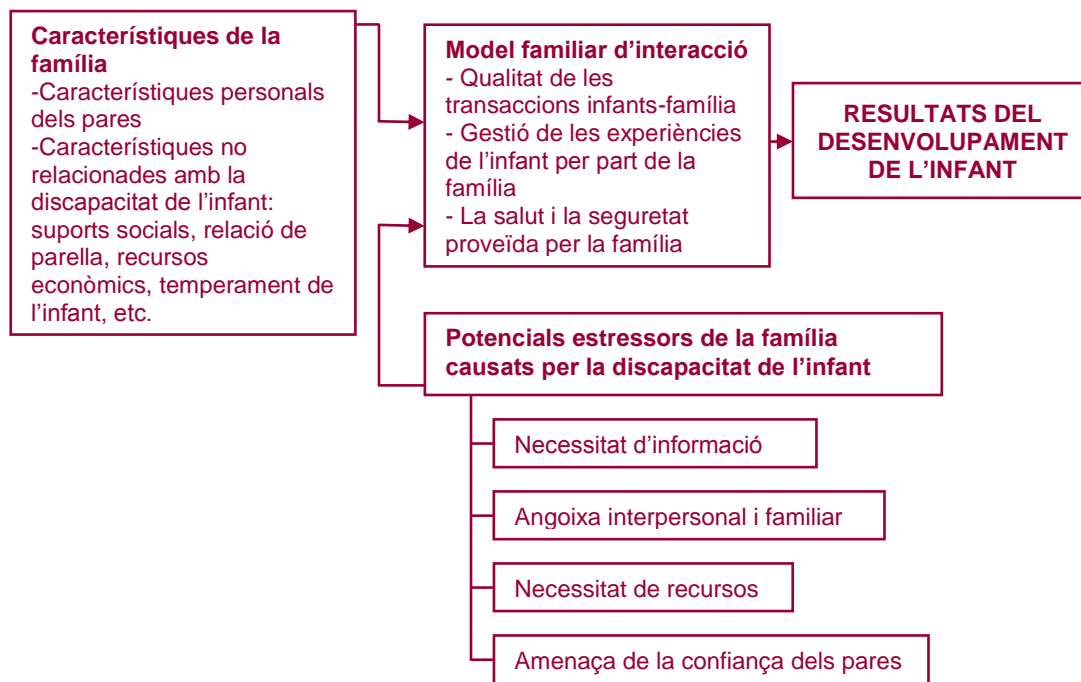 Característiques de la
família
-Característiques personals
dels pares
-Característiques no
relacionades amb la
discapacitat de l’infant:
suports socials, relació de
parella, recursos
econòmics, temperament de
l’infant, etc.
Model familiar d’interacció
- Qualitat de les
transaccions infants-família
- Gestió de les experiències
de l’infant per part de la
família
- La salut i la seguretat
proveïda per la família
RESULTATS DEL
DESENVOLUPAMENT
DE L’INFANT
Potencials estressors de la família
causats per la discapacitat de l’infant
Necessitat d’informació
Angoixa interpersonal i familiar
Necessitat de recursos
Amenaça de la confiança dels pares